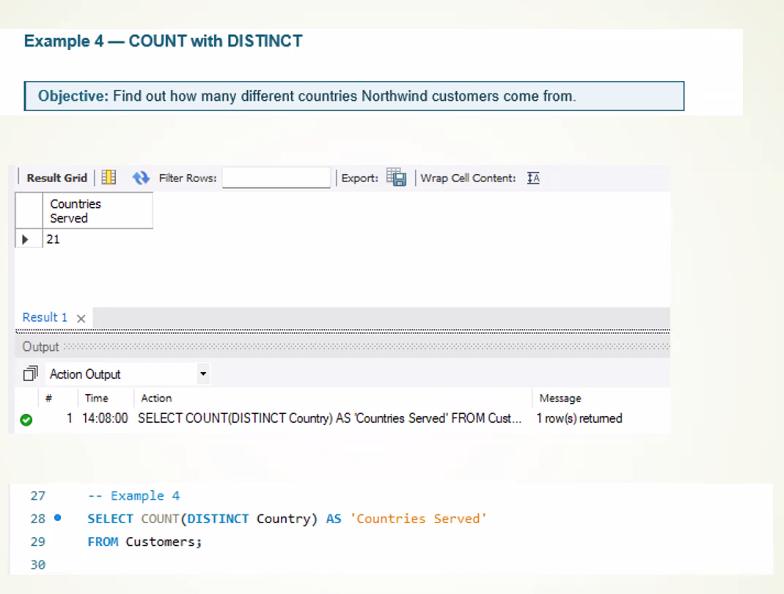 Example 4 — COUNT with DISTINCT
Objective: Find out how many different countries Northwind customers come from.
Result Grid Filter Rows: Export: Wrap Cell Content: IA
Countries
Served
21
Result 1 ×
Output
Action Output
# Time Action Message
1 14:08:00 SELECT COUNT(DISTINCT Country) AS 'Countries Served' FROM Cust... 1 row(s) returned
27 -- Example 4
28 SELECT COUNT(DISTINCT Country) AS 'Countries Served'
29 FROM Customers;
30